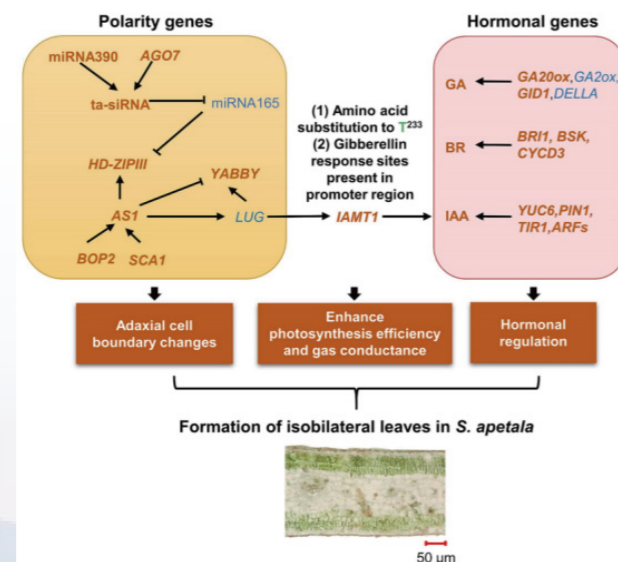 Polarity genes
Hormonal genes
miRNA390
AGO7
ta-siRNA
miRNA165
HD-ZIPIII
YABBY
AS1
LUG
BOP2
SCA1
(1) Amino acid
substitution to T233
(2) Gibberellin
response sites
present in
promoter region
IAMT1
GA
GA20ox,GA2ox,
GID1,DELLA
BR
BRI1, BSK,
CYCD3
IAA
YUC6,PIN1,
TIR1,ARFs
Adaxial cell
boundary changes
Enhance
photosynthesis efficiency
and gas conductance
Hormonal
regulation
Formation of isobilateral leaves in S. apetala
50 µm